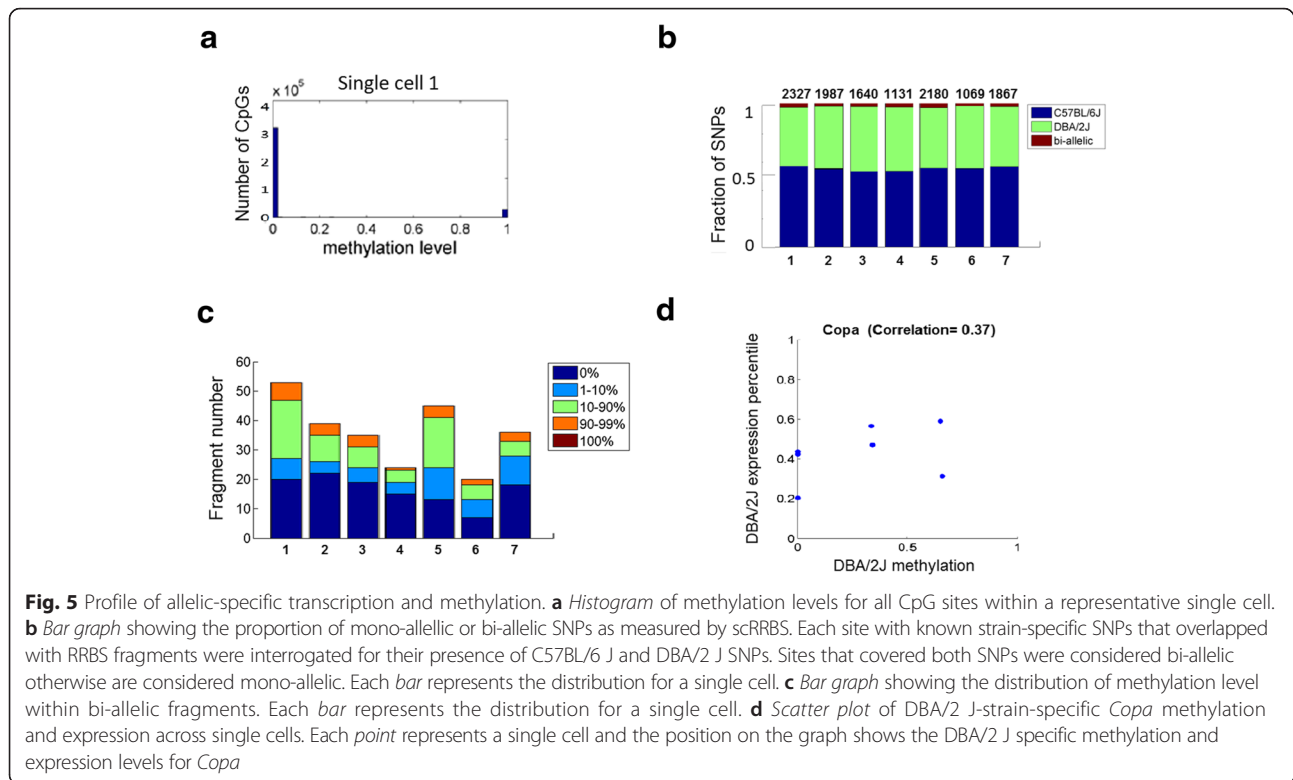 a
Single cell 1
× 10⁵
4
3
2
1
0
Number of CpGs
0 0.2 0.4 0.6 0.8 1
methylation level
b
2327 1987 1640 1131 2180 1069 1867
1
0.5
0
Fraction of SNPs
1 2 3 4 5 6 7
C57BL/6J
DBA/2J
bi-allelic
c
60
50
40
30
20
10
0
Fragment number
1 2 3 4 5 6 7
0%
1-10%
10-90%
90-99%
100%
d
Copa (Correlation= 0.37)
1
0.8
0.6
0.4
0.2
0
DBA/2J expression percentile
0 0.5 1
DBA/2J methylation
Fig. 5 Profile of allelic-specific transcription and methylation. a Histogram of methylation levels for all CpG sites within a representative single cell.
b Bar graph showing the proportion of mono-allellic or bi-allelic SNPs as measured by scRRBS. Each site with known strain-specific SNPs that overlapped
with RRBS fragments were interrogated for their presence of C57BL/6 J and DBA/2 J SNPs. Sites that covered both SNPs were considered bi-allelic
otherwise are considered mono-allelic. Each bar represents the distribution for a single cell. c Bar graph showing the distribution of methylation level
within bi-allelic fragments. Each bar represents the distribution for a single cell. d Scatter plot of DBA/2 J-strain-specific Copa methylation
and expression across single cells. Each point represents a single cell and the position on the graph shows the DBA/2 J specific methylation and
expression levels for Copa